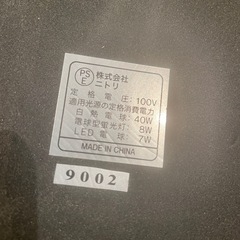 PS
E
株式会社
ニトリ
定格電圧:100V
適用光源の定格消費電力
白熱電球:40W
電球型蛍光灯:8W
LED電球:7W
MADE IN CHINA
9002